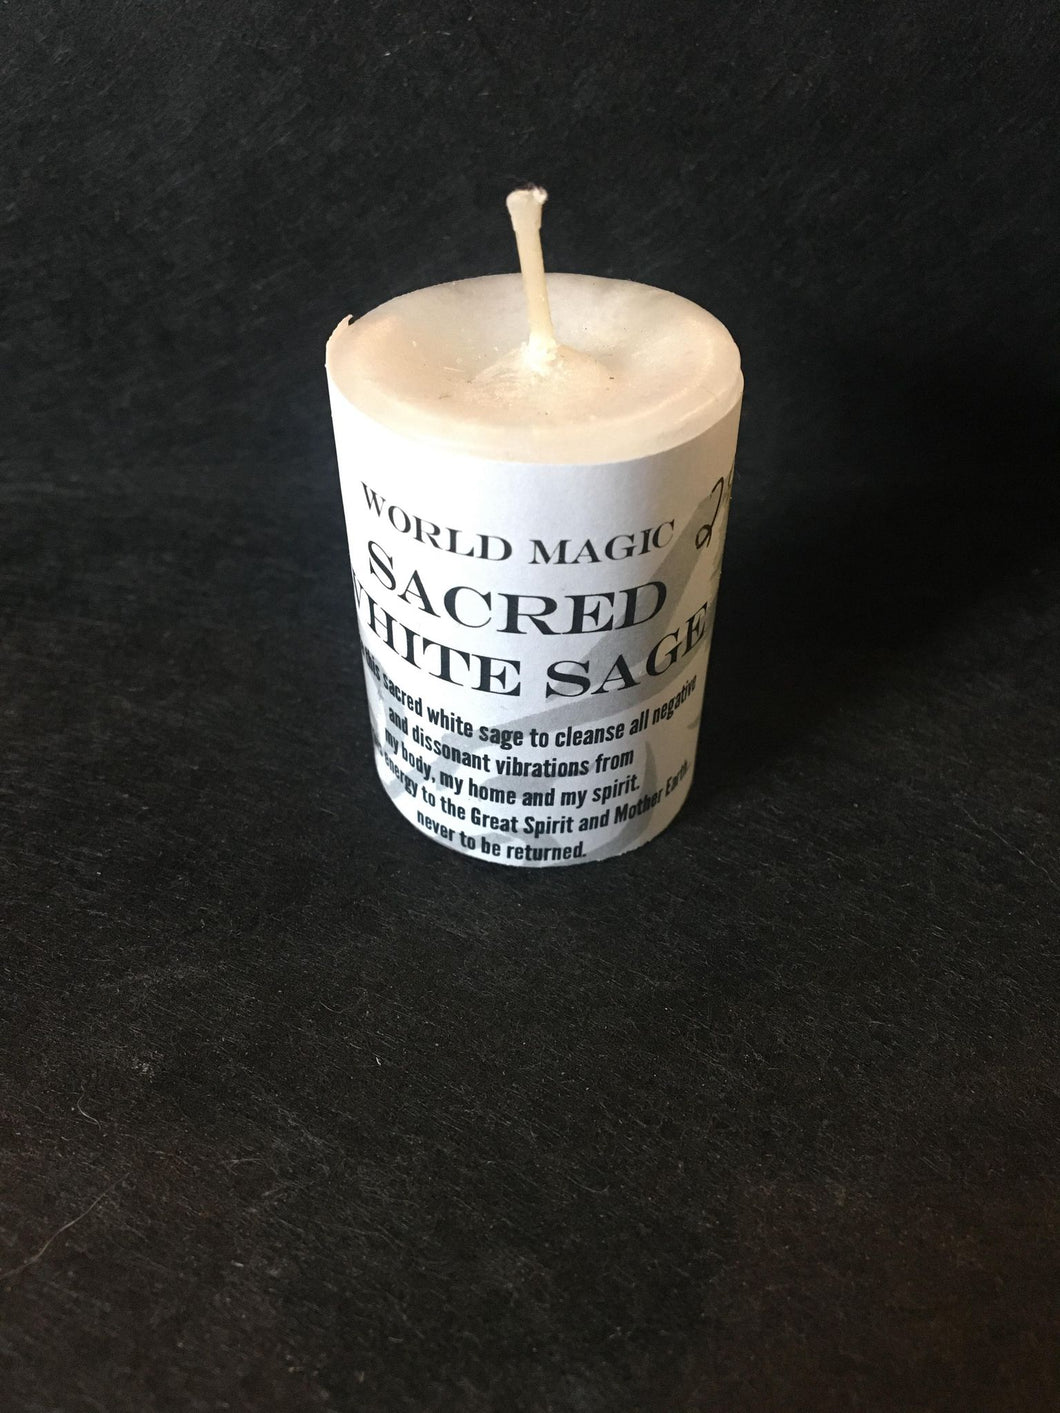 WORLD MAGIC
SACRED
WHITE SAGE
this sacred white sage to cleanse all negative
and dissonant vibrations from
my body, my home and my spirit.
energy to the Great Spirit and Mother Earth
never to be returned.